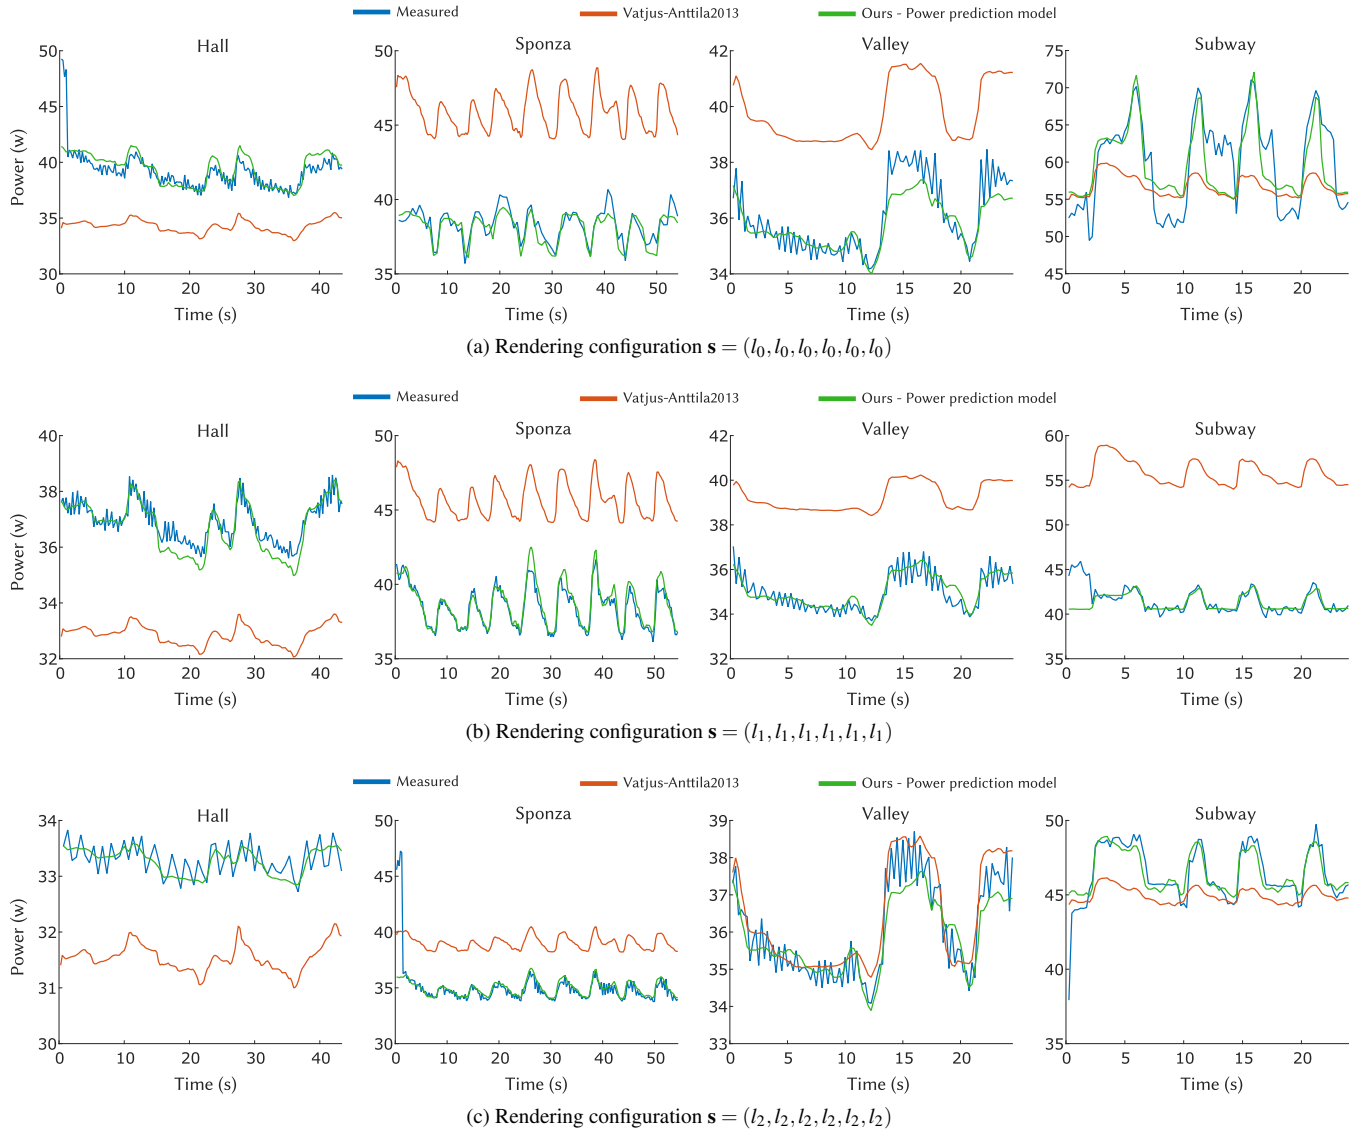 Measured Vatjus-Anttila2013 Ours - Power prediction model
Hall Sponza Valley Subway
50 45 40 35 30
Power (w)
0 10 20 30 40
Time (s)
50 45 40 35
0 10 20 30 40 50
Time (s)
42 40 38 36 34
0 5 10 15 20
Time (s)
75 70 65 60 55 50 45
0 5 10 15 20
Time (s)
(a) Rendering configuration s = (l0, l0, l0, l0, l0, l0)
Measured Vatjus-Anttila2013 Ours - Power prediction model
Hall Sponza Valley Subway
40 38 36 34 32
Power (w)
0 10 20 30 40
Time (s)
50 45 40 35
0 10 20 30 40 50
Time (s)
42 40 38 36 34 32
0 5 10 15 20
Time (s)
60 55 50 45 40 35
0 5 10 15 20
Time (s)
(b) Rendering configuration s = (l1, l1, l1, l1, l1, l1)
Measured Vatjus-Anttila2013 Ours - Power prediction model
Hall Sponza Valley Subway
34 33 32 31 30
Power (w)
0 10 20 30 40
Time (s)
50 45 40 35 30
0 10 20 30 40 50
Time (s)
39 38 37 36 35 34 33
0 5 10 15 20
Time (s)
50 45 40 35
0 5 10 15 20
Time (s)
(c) Rendering configuration s = (l2, l2, l2, l2, l2, l2)